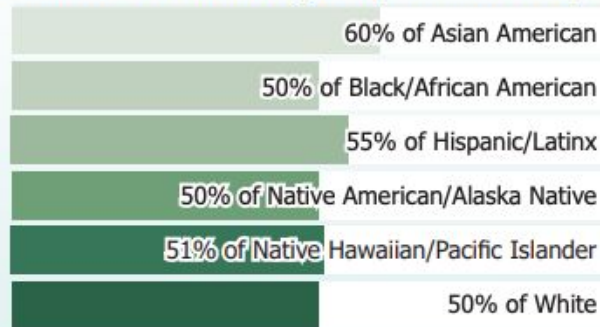 60% of Asian American
50% of Black/African American
55% of Hispanic/Latinx
50% of Native American/Alaska Native
51% of Native Hawaiian/Pacific Islander
50% of White